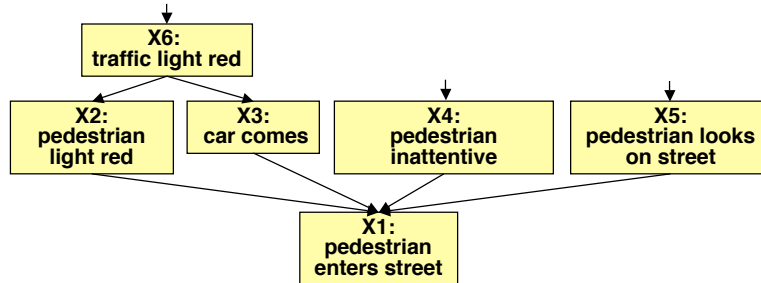 X6:
traffic light red
X2:
pedestrian
light red
X3:
car comes
X4:
pedestrian
inattentive
X5:
pedestrian looks
on street
X1:
pedestrian
enters street